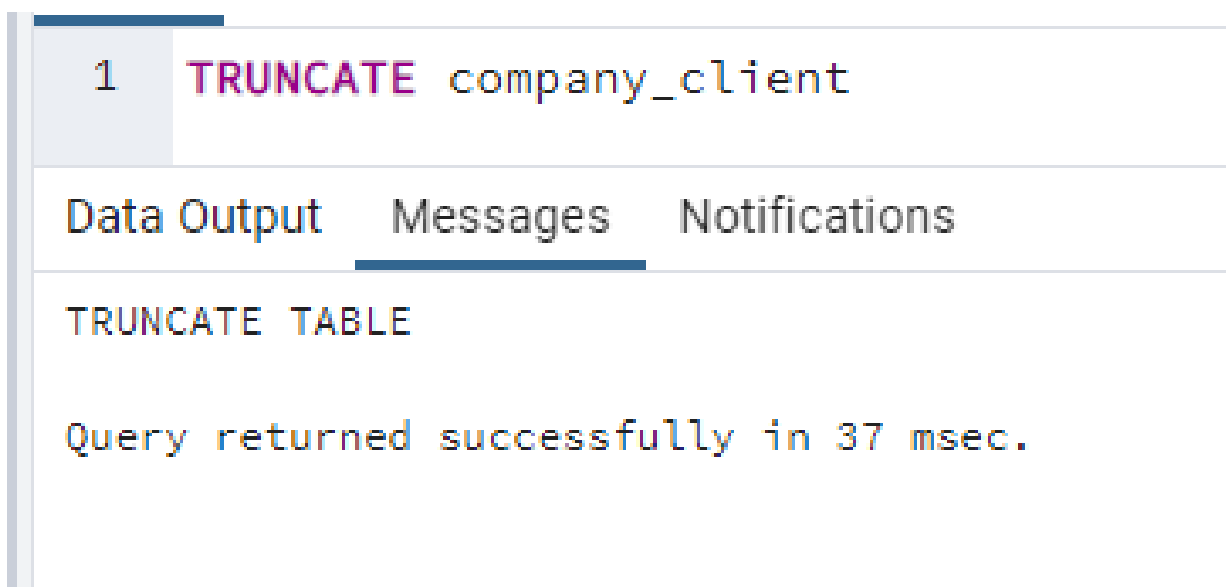 1 TRUNCATE company_client
Data Output Messages Notifications
TRUNCATE TABLE
Query returned successfully in 37 msec.